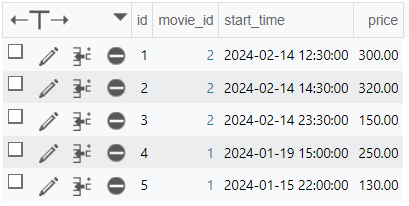 id movie_id start_time price
1 2 2024-02-14 12:30:00 300.00
2 2 2024-02-14 14:30:00 320.00
3 2 2024-02-14 23:30:00 150.00
4 1 2024-01-19 15:00:00 250.00
5 1 2024-01-15 22:00:00 130.00